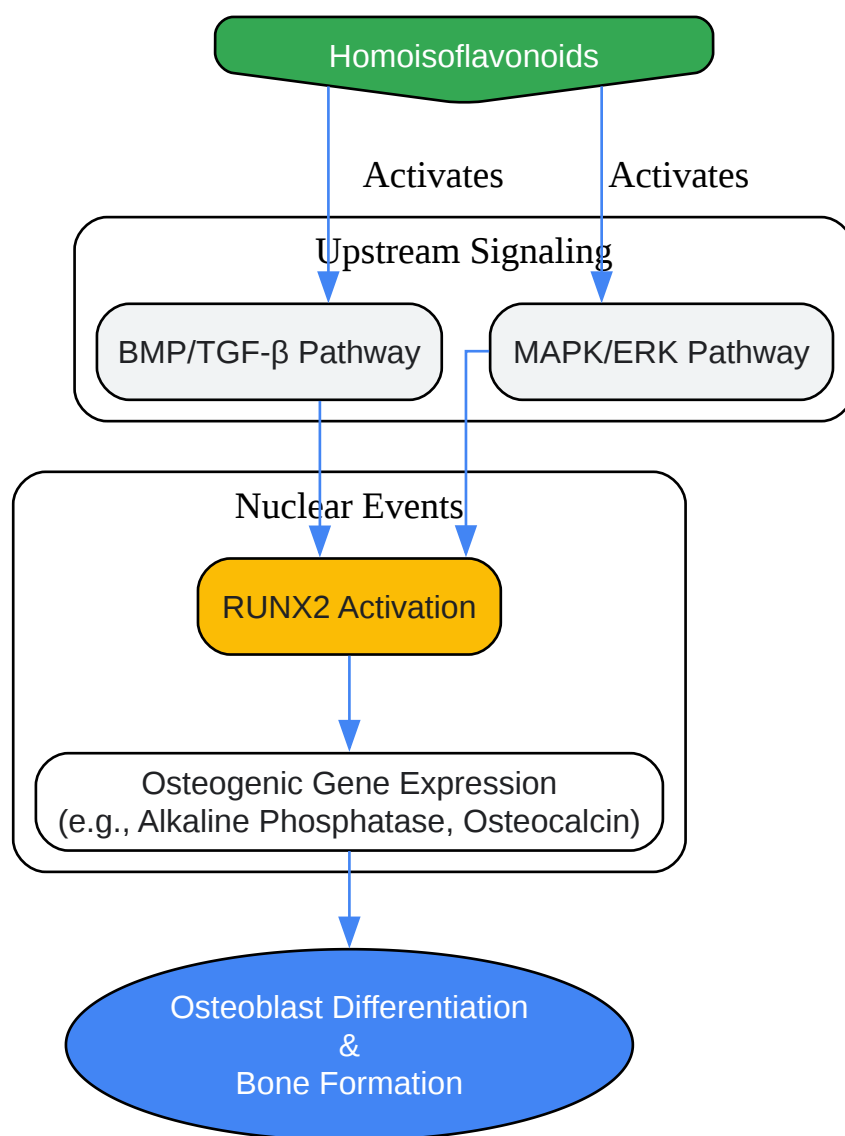 Homoisoflavonoids
Activates
Activates
Upstream Signaling
BMP/TGF-β Pathway
MAPK/ERK Pathway
Nuclear Events
RUNX2 Activation
Osteogenic Gene Expression
(e.g., Alkaline Phosphatase, Osteocalcin)
Osteoblast Differentiation
&
Bone Formation